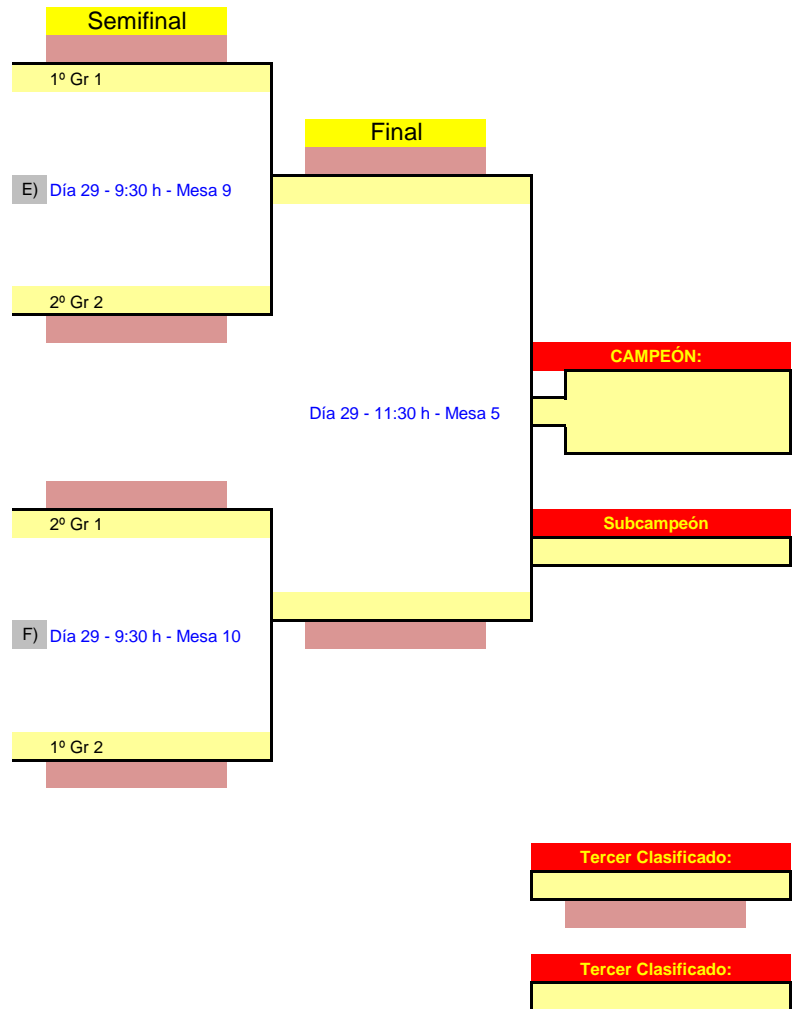 Semifinal
1º Gr 1
Final
E) Día 29 - 9:30 h - Mesa 9
2º Gr 2
CAMPEÓN:
Día 29 - 11:30 h - Mesa 5
2º Gr 1
Subcampeón
F) Día 29 - 9:30 h - Mesa 10
1º Gr 2
Tercer Clasificado:
Tercer Clasificado: